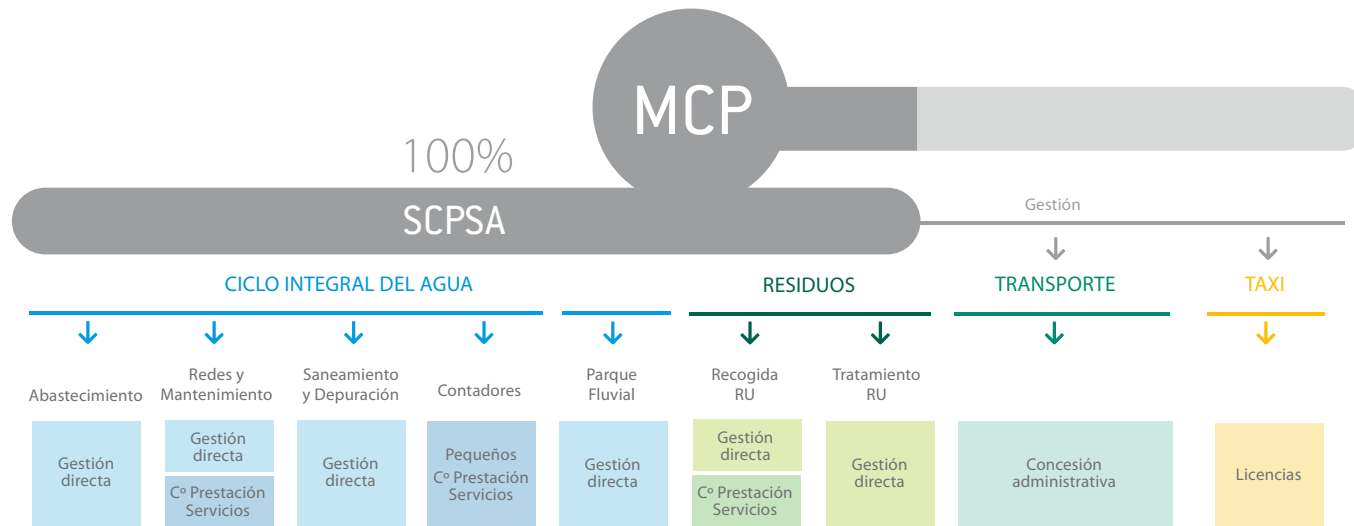 MCP
100%
SCPSA
Gestión
CICLO INTEGRAL DEL AGUA
RESIDUOS
TRANSPORTE
TAXI
Abastecimiento
Redes y
Mantenimiento
Saneamiento
y Depuración
Contadores
Parque
Fluvial
Recogida
RU
Tratamiento
RU
Gestión
directa
Gestión
directa
Cº Prestación
Servicios
Gestión
directa
Pequeños
Cº Prestación
Servicios
Gestión
directa
Gestión
directa
Cº Prestación
Servicios
Gestión
directa
Concesión
administrativa
Licencias